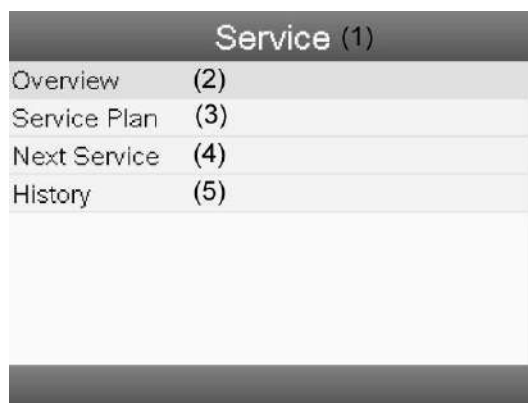 Service (1)
Overview (2)
Service Plan (3)
Next Service (4)
History (5)